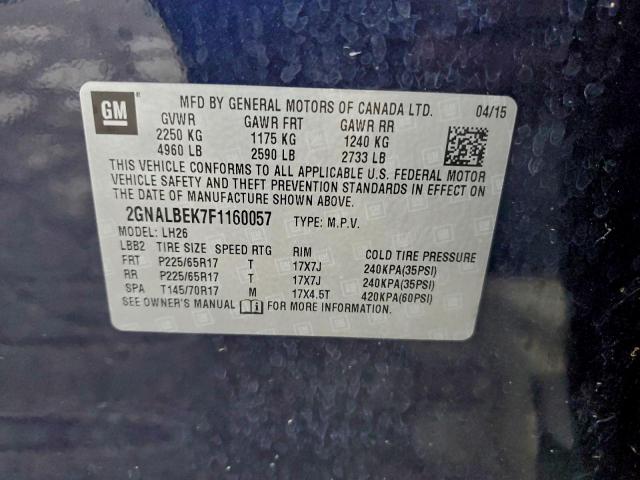 GM
MFD BY GENERAL MOTORS OF CANADA LTD. 04/15
GVWR GAWR FRT GAWR RR
2250 KG 1175 KG 1240 KG
4960 LB 2590 LB 2733 LB
THIS VEHICLE CONFORMS TO ALL APPLICABLE U.S. FEDERAL MOTOR
VEHICLE SAFETY AND THEFT PREVENTION STANDARDS IN EFFECT ON
THE DATE OF MANUFACTURE SHOWN ABOVE.
2GNALBEK7F1160057 TYPE: M.P.V.
MODEL: LH26
LBB2 TIRE SIZE SPEED RTG RIM COLD TIRE PRESSURE
FRT P225/65R17 T 17X7J 240KPA(35PSI)
RR P225/65R17 T 17X7J 240KPA(35PSI)
SPA T145/70R17 M 17X4.5T 420KPA(60PSI)
SEE OWNER'S MANUAL FOR MORE INFORMATION.